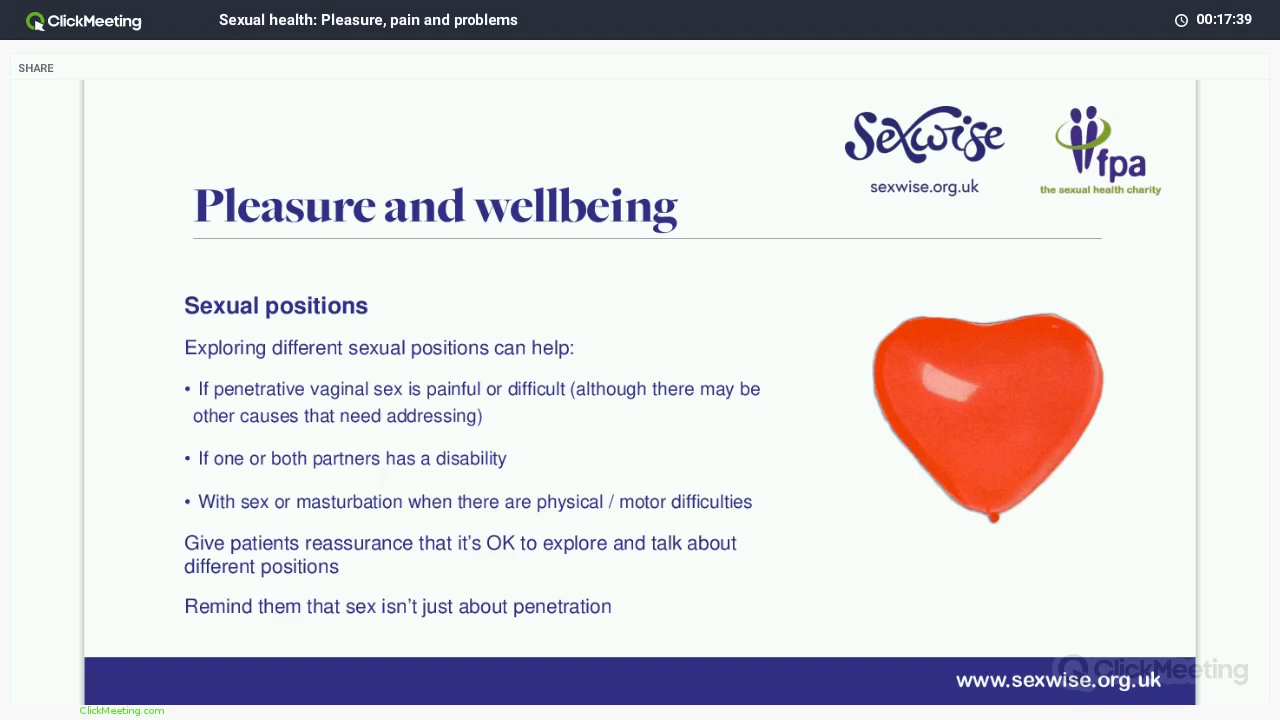 ClickMeeting
Sexual health: Pleasure, pain and problems
00:17:39
SHARE
Sexwise
sexwise.org.uk
fpa
the sexual health charity
Pleasure and wellbeing
Sexual positions
Exploring different sexual positions can help:
• If penetrative vaginal sex is painful or difficult (although there may be
other causes that need addressing)
• If one or both partners has a disability
• With sex or masturbation when there are physical / motor difficulties
Give patients reassurance that it's OK to explore and talk about
different positions
Remind them that sex isn't just about penetration
ClickMeeting
www.sexwise.org.uk
ClickMeeting.com